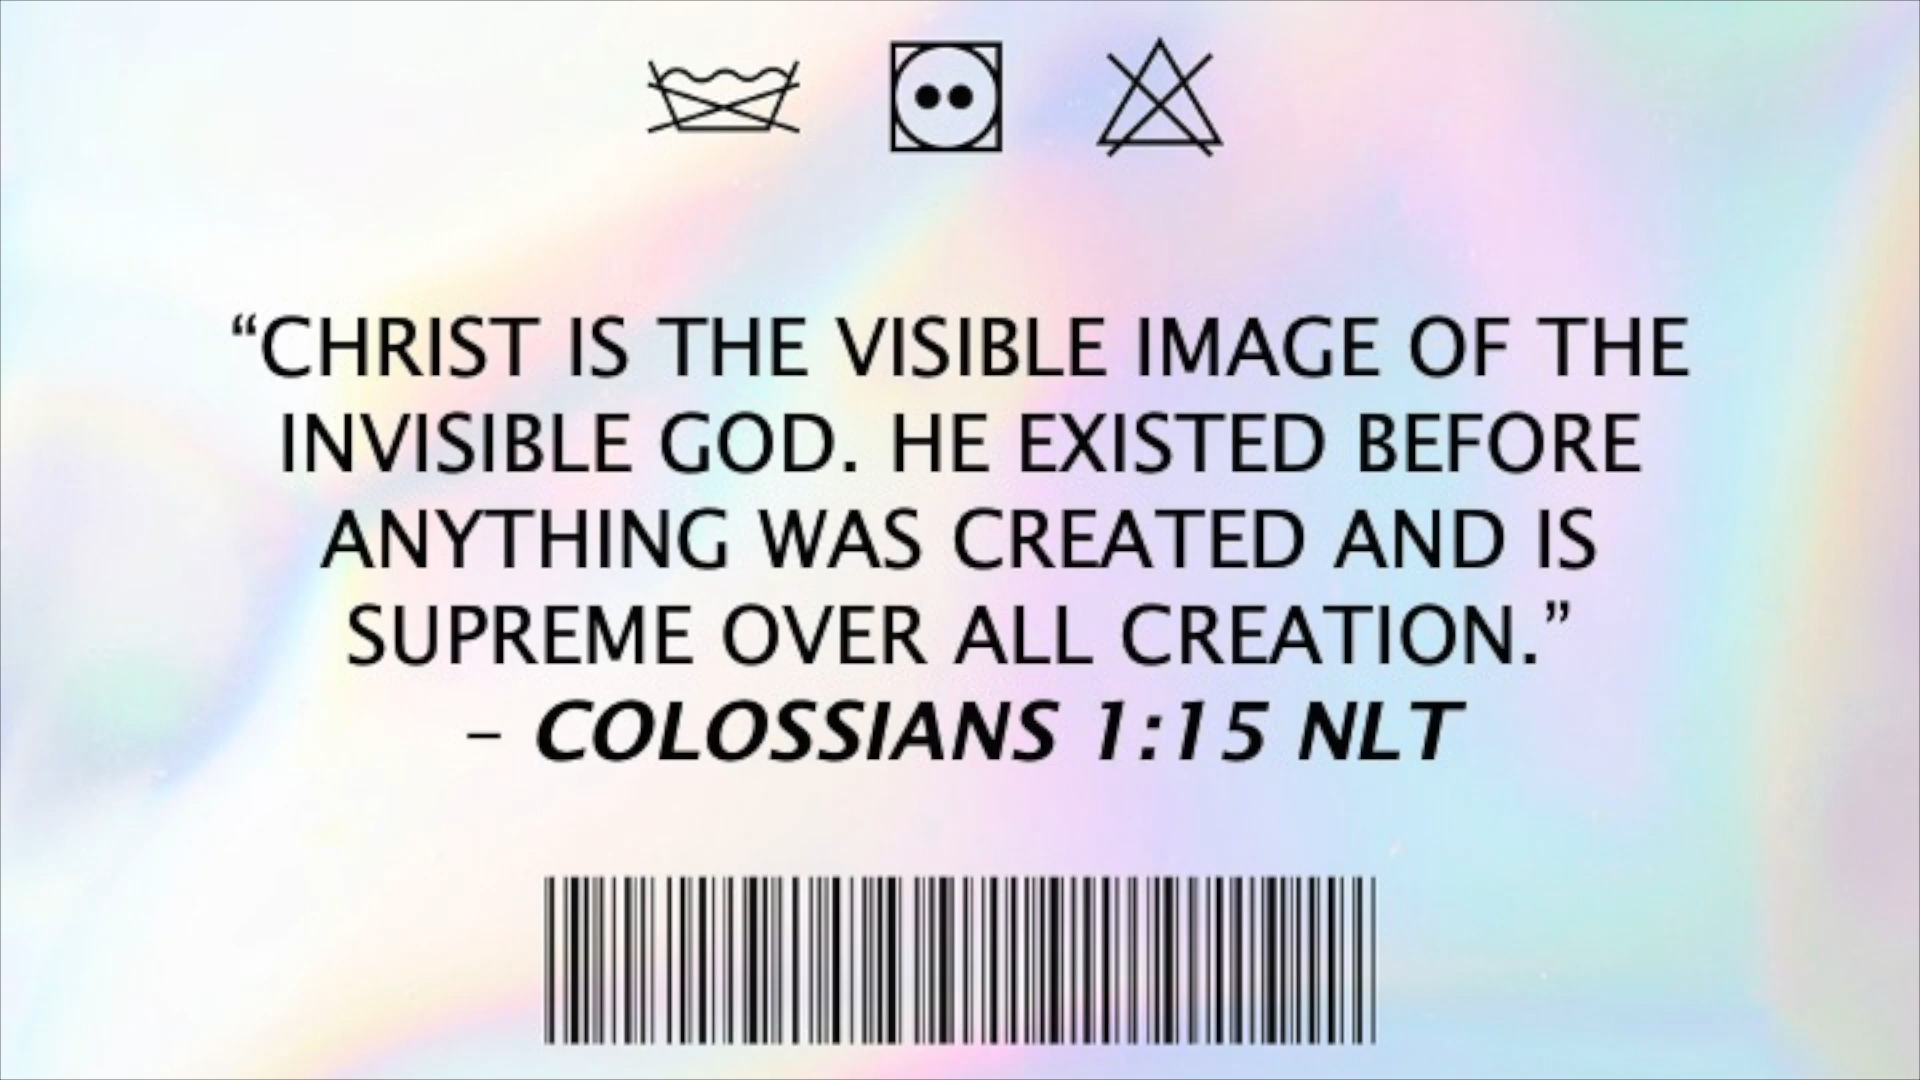 “CHRIST IS THE VISIBLE IMAGE OF THE
INVISIBLE GOD. HE EXISTED BEFORE
ANYTHING WAS CREATED AND IS
SUPREME OVER ALL CREATION.”
– COLOSSIANS 1:15 NLT